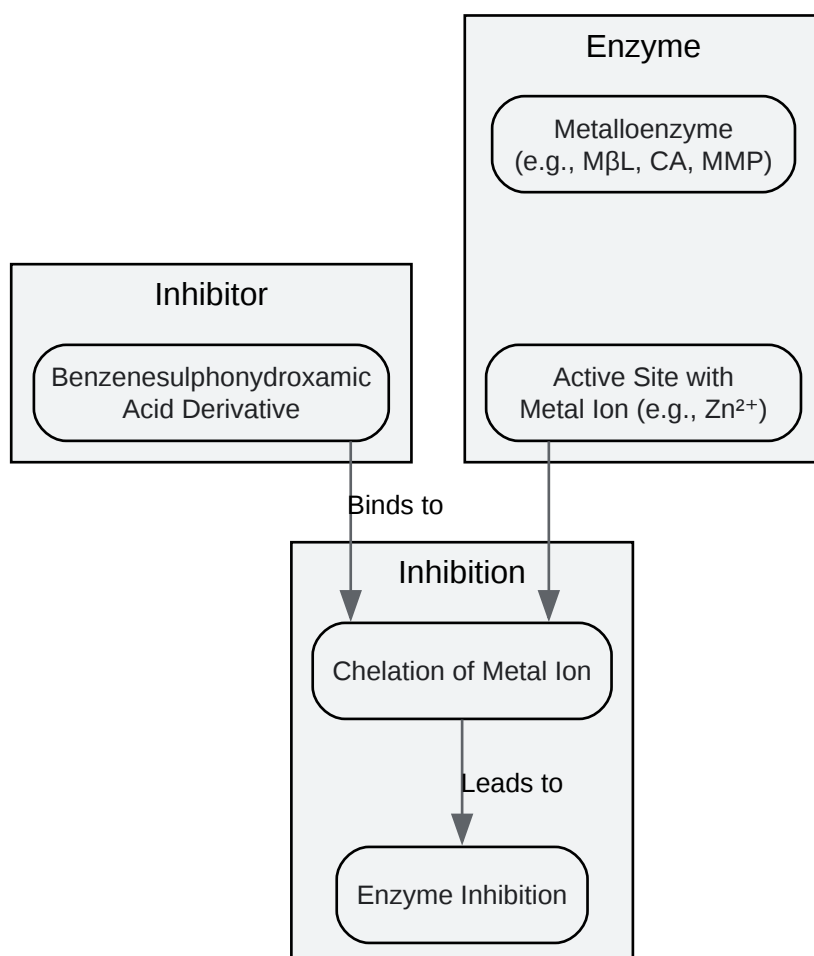 Enzyme
Metalloenzyme
(e.g., MβL, CA, MMP)
Inhibitor
Benzenesulphonydroxamic
Acid Derivative
Active Site with
Metal Ion (e.g., Zn²⁺)
Binds to
Inhibition
Chelation of Metal Ion
Leads to
Enzyme Inhibition